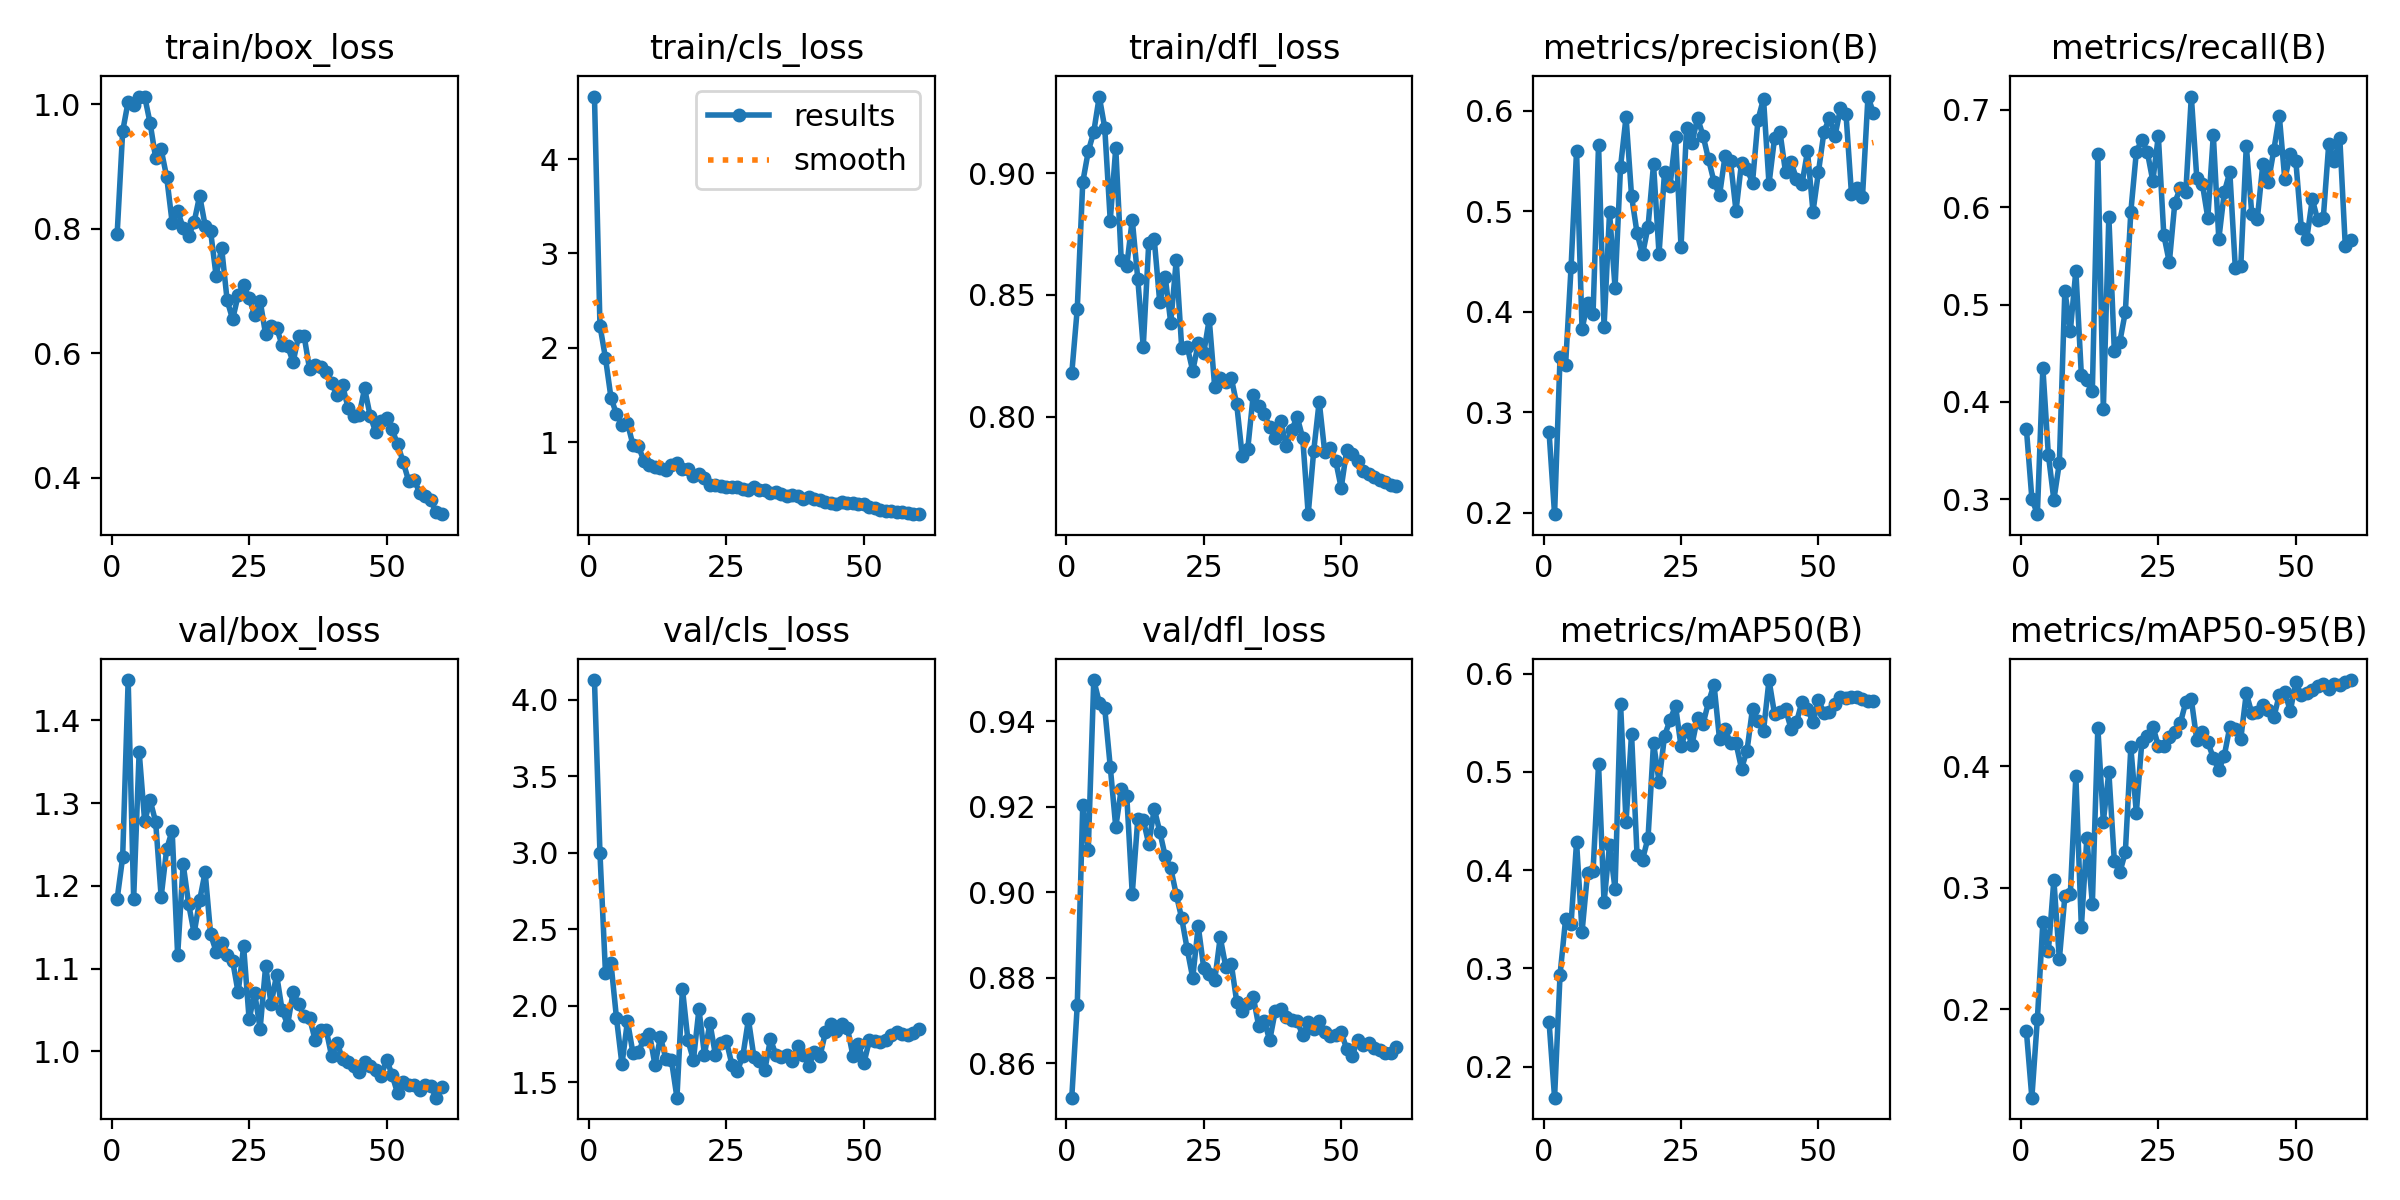 train/box_loss
1.0
0.8
0.6
0.4
0 25 50
train/cls_loss
results
smooth
4
3
2
1
0 25 50
train/dfl_loss
0.90
0.85
0.80
0 25 50
metrics/precision(B)
0.6
0.5
0.4
0.3
0.2
0 25 50
metrics/recall(B)
0.7
0.6
0.5
0.4
0.3
0 25 50
val/box_loss
1.4
1.3
1.2
1.1
1.0
0 25 50
val/cls_loss
4.0
3.5
3.0
2.5
2.0
1.5
0 25 50
val/dfl_loss
0.94
0.92
0.90
0.88
0.86
0 25 50
metrics/mAP50(B)
0.6
0.5
0.4
0.3
0.2
0 25 50
metrics/mAP50-95(B)
0.4
0.3
0.2
0 25 50